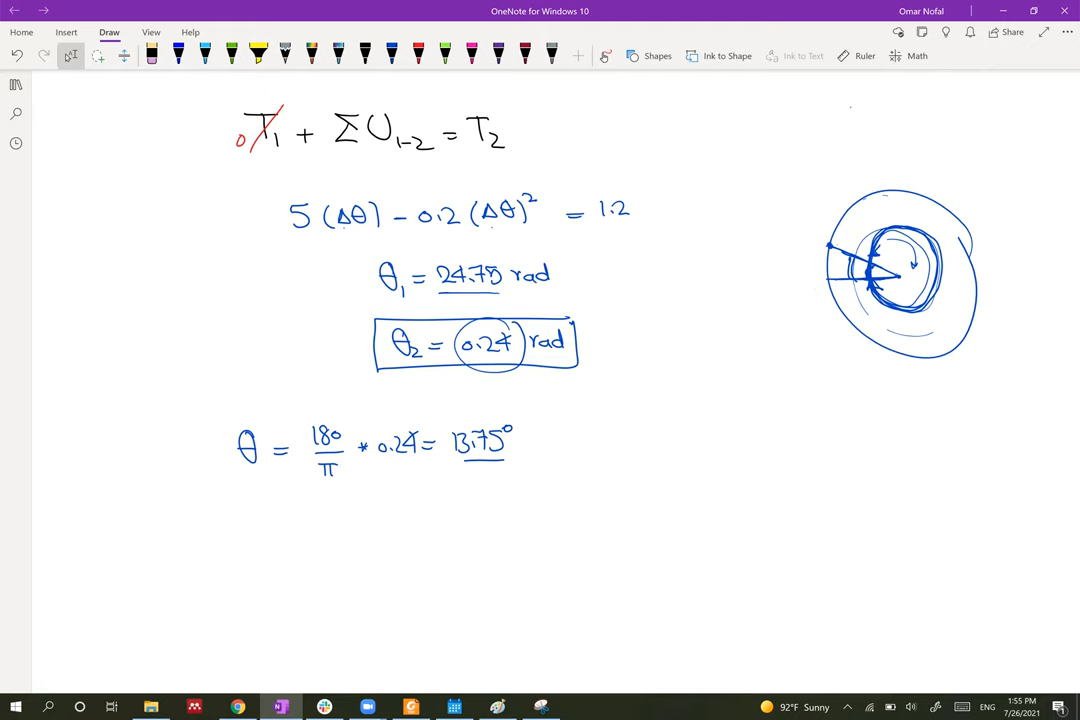 OneNote for Windows 10
Omar Nofal
Home Insert Draw View Help
Share
Shapes Ink to Shape Ink to Text Ruler Math
0 T₁ + ΣU₁₋₂ = T₂
5 (Δθ) - 0.2 (Δθ)² = 1.2
θ₁ = 24.75 rad
θ₂ = 0.24 rad
θ = 180/π * 0.24 = 13.75°
92°F Sunny
ENG
1:55 PM
7/26/2021
1